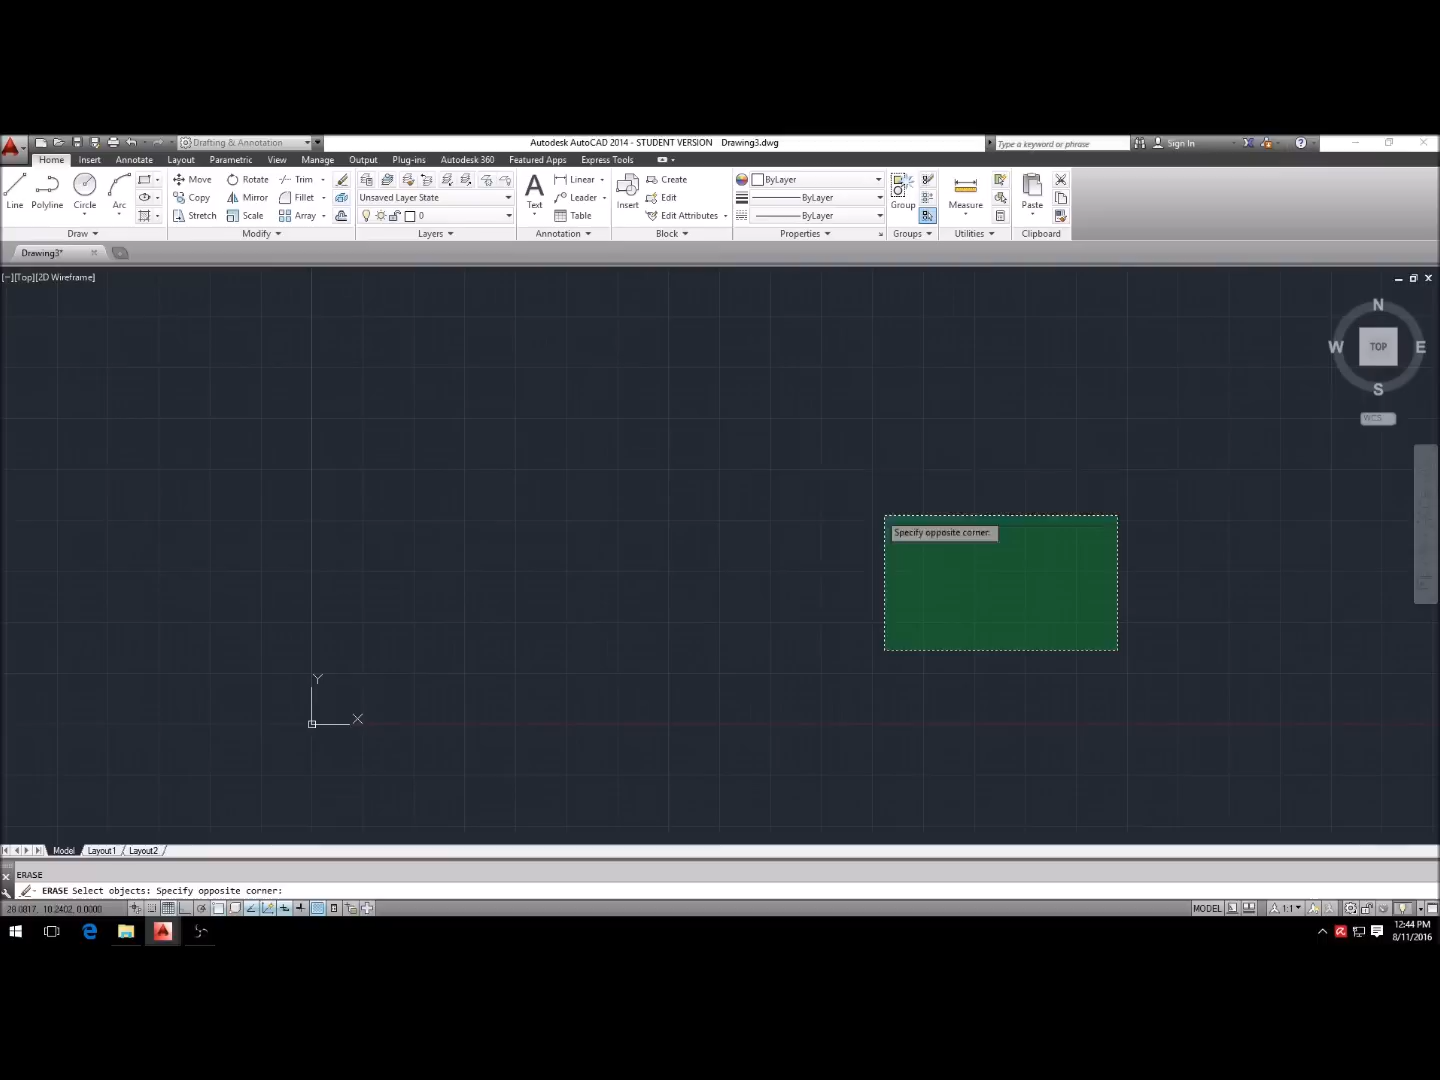 Drafting & Annotation
Autodesk AutoCAD 2014 - STUDENT VERSION Drawing3.dwg
Type a keyword or phrase
Sign In
Home Insert Annotate Layout Parametric View Manage Output Plug-ins Autodesk 360 Featured Apps Express Tools
Line Polyline Circle Arc
Move Rotate Trim
Copy Mirror Fillet
Stretch Scale Array
Unsaved Layer State
0
Text
Linear
Leader
Table
Insert
Create
Edit
Edit Attributes
ByLayer
ByLayer
ByLayer
Group
Measure
Paste
Draw Modify Layers Annotation Block Properties Groups Utilities Clipboard
Drawing3*
[−][Top][2D Wireframe]
N
W TOP E
S
WCS
Specify opposite corner:
Y
X
Model Layout1 Layout2
ERASE
ERASE Select objects: Specify opposite corner:
28.0817, 10.2402, 0.0000
MODEL
1:1
12:44 PM
8/11/2016